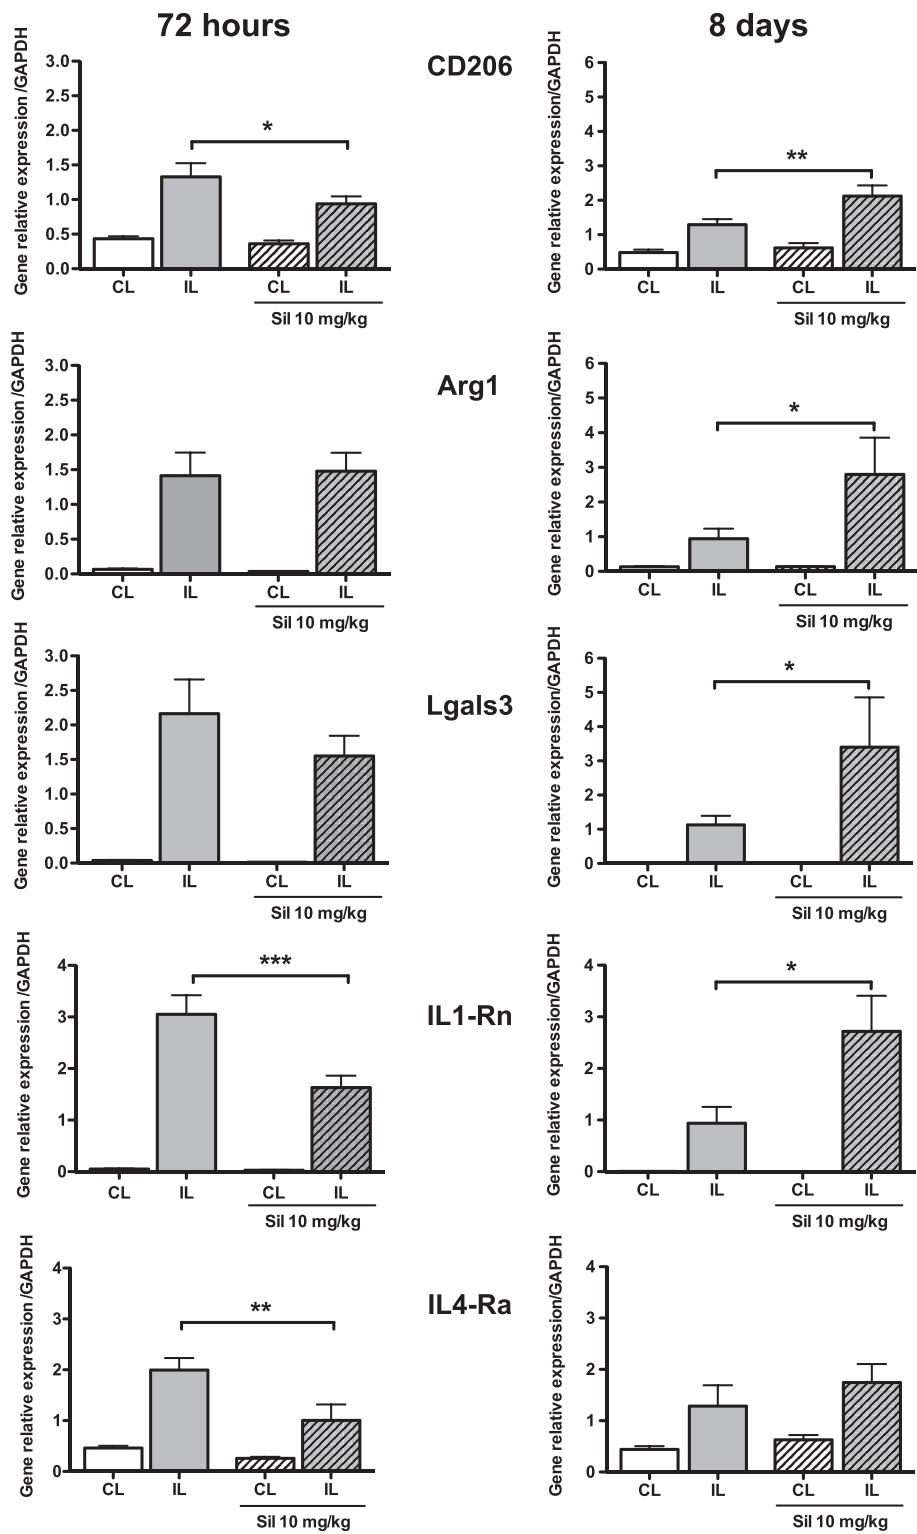 72 hours
8 days
CD206
Gene relative expression /GAPDH
3.0
2.5
2.0
1.5
1.0
0.5
0.0
*
CL
IL
CL
IL
Sil 10 mg/kg
Gene relative expression/GAPDH
6
5
4
3
2
1
0
**
CL
IL
CL
IL
Sil 10 mg/kg
Arg1
Gene relative expression /GAPDH
3.0
2.5
2.0
1.5
1.0
0.5
0.0
CL
IL
CL
IL
Sil 10 mg/kg
Gene relative expression/GAPDH
6
5
4
3
2
1
0
*
CL
IL
CL
IL
Sil 10 mg/kg
Lgals3
Gene relative expression /GAPDH
3.0
2.5
2.0
1.5
1.0
0.5
0.0
CL
IL
CL
IL
Sil 10 mg/kg
Gene relative expression/GAPDH
6
5
4
3
2
1
0
*
CL
IL
CL
IL
Sil 10 mg/kg
IL1-Rn
Gene relative expression /GAPDH
4
3
2
1
0
***
CL
IL
CL
IL
Sil 10 mg/kg
Gene relative expression/GAPDH
4
3
2
1
0
*
CL
IL
CL
IL
Sil 10 mg/kg
IL4-Ra
Gene relative expression /GAPDH
4
3
2
1
0
**
CL
IL
CL
IL
Sil 10 mg/kg
Gene relative expression/GAPDH
4
3
2
1
0
CL
IL
CL
IL
Sil 10 mg/kg